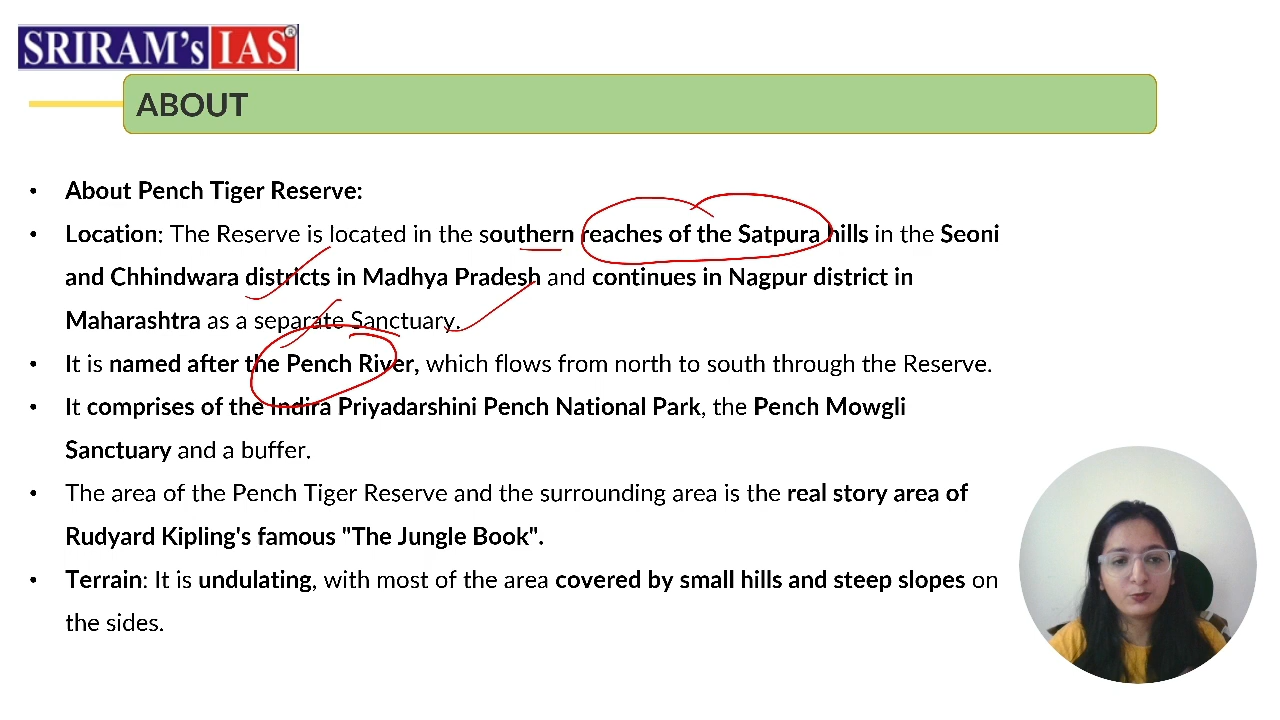 SRIRAM's IAS®
ABOUT
• About Pench Tiger Reserve:
• Location: The Reserve is located in the southern reaches of the Satpura hills in the Seoni
and Chhindwara districts in Madhya Pradesh and continues in Nagpur district in
Maharashtra as a separate Sanctuary.
• It is named after the Pench River, which flows from north to south through the Reserve.
• It comprises of the Indira Priyadarshini Pench National Park, the Pench Mowgli
Sanctuary and a buffer.
• The area of the Pench Tiger Reserve and the surrounding area is the real story area of
Rudyard Kipling's famous "The Jungle Book".
• Terrain: It is undulating, with most of the area covered by small hills and steep slopes on
the sides.